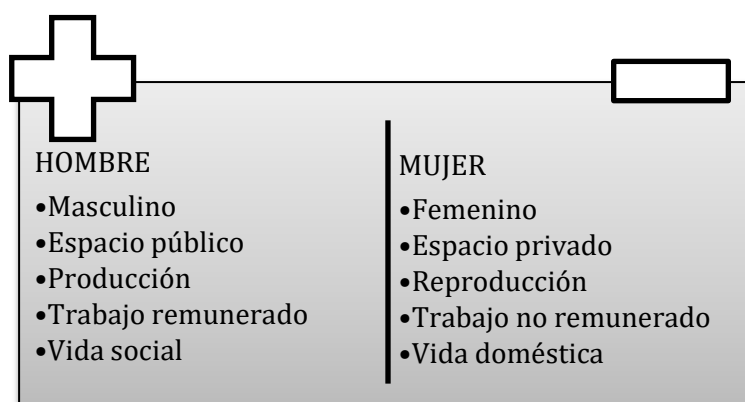 HOMBRE
•Masculino
•Espacio público
•Producción
•Trabajo remunerado
•Vida social
MUJER
•Femenino
•Espacio privado
•Reproducción
•Trabajo no remunerado
•Vida doméstica